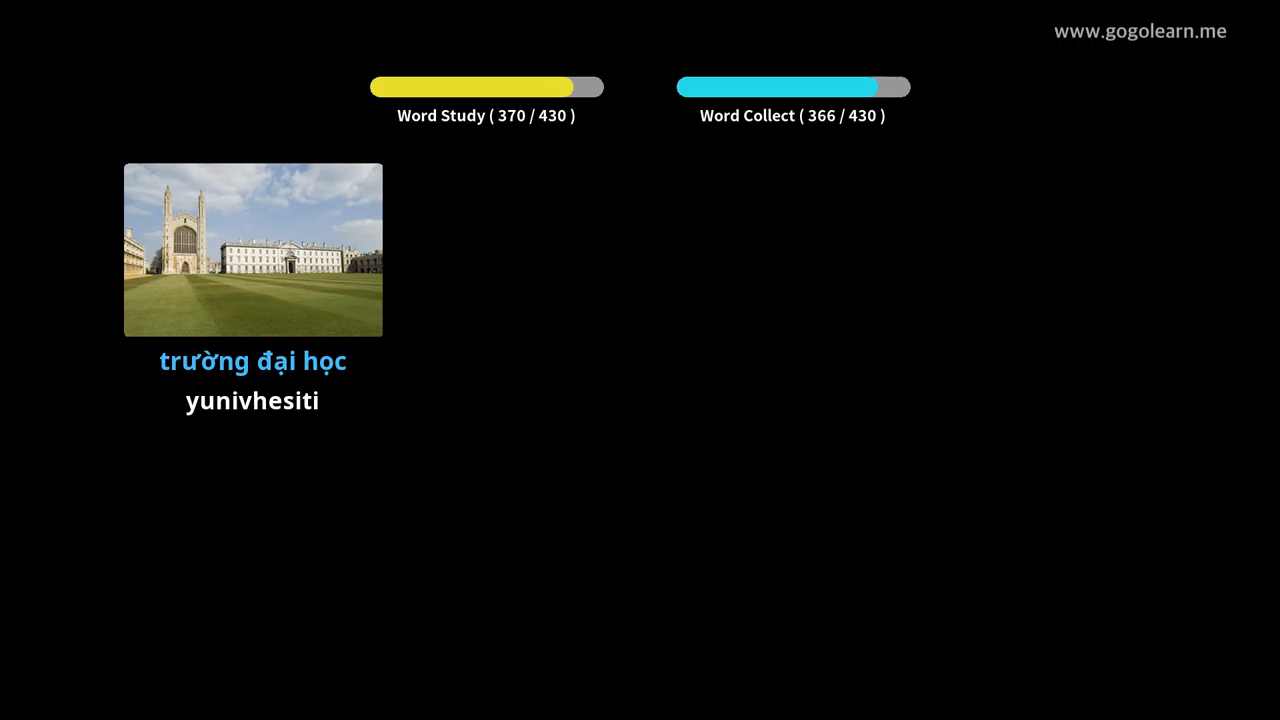 www.gogolearn.me
Word Study ( 370 / 430 )
Word Collect ( 366 / 430 )
trường đại học
yunivhesiti